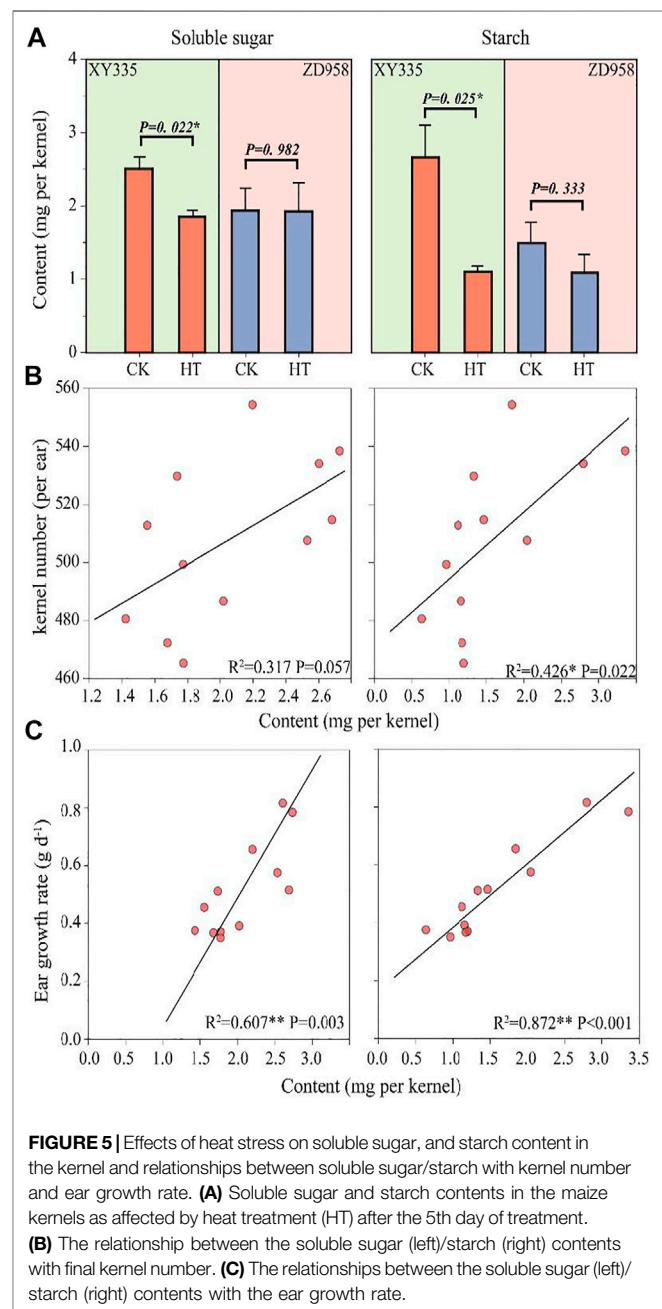 A
Soluble sugar Starch
XY335 ZD958 XY335 ZD958
Content (mg per kernel)
4
3
2
1
0
P=0. 022*
P=0. 982
P=0. 025*
P=0. 333
CK HT CK HT CK HT CK HT
B
kernel number (per ear)
560
540
520
500
480
460
R²=0.317 P=0.057
R²=0.426* P=0.022
1.2 1.4 1.6 1.8 2.0 2.2 2.4 2.6 0.0 0.5 1.0 1.5 2.0 2.5 3.0
Content (mg per kernel)
C
Ear growth rate (g d⁻¹)
1.0
0.8
0.6
0.4
0.2
0.0
R²=0.607** P=0.003
R²=0.872** P<0.001
0.0 0.5 1.0 1.5 2.0 2.5 3.0 0.0 0.5 1.0 1.5 2.0 2.5 3.0 3.5
Content (mg per kernel)
FIGURE 5 | Effects of heat stress on soluble sugar, and starch content in
the kernel and relationships between soluble sugar/starch with kernel number
and ear growth rate. (A) Soluble sugar and starch contents in the maize
kernels as affected by heat treatment (HT) after the 5th day of treatment.
(B) The relationship between the soluble sugar (left)/starch (right) contents
with final kernel number. (C) The relationships between the soluble sugar (left)/
starch (right) contents with the ear growth rate.